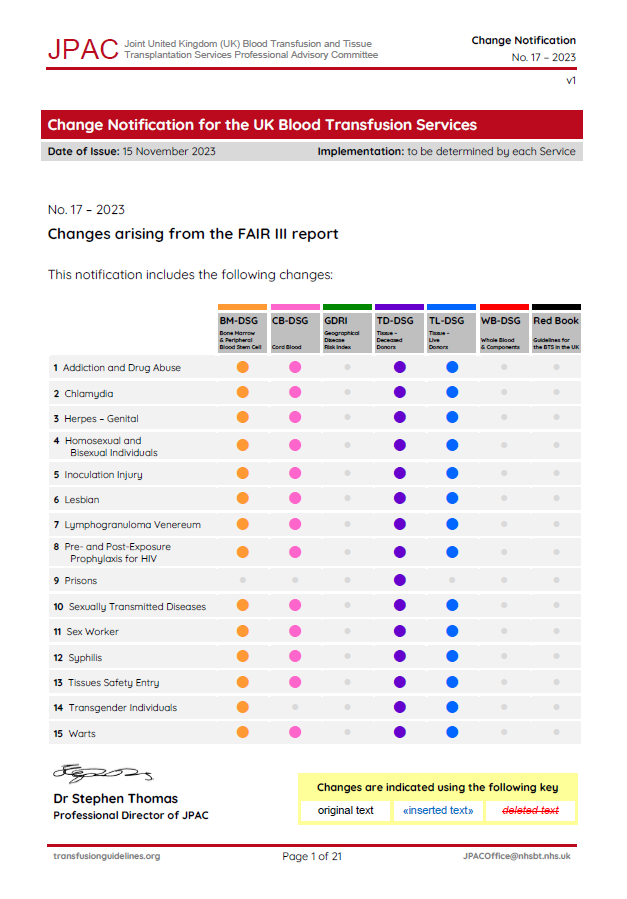 JPAC Joint United Kingdom (UK) Blood Transfusion and Tissue
Transplantation Services Professional Advisory Committee
Change Notification
No. 17 – 2023
v1
Change Notification for the UK Blood Transfusion Services
Date of Issue: 15 November 2023 Implementation: to be determined by each Service
No. 17 – 2023
Changes arising from the FAIR III report
This notification includes the following changes:
BM-DSG CB-DSG GDRI TD-DSG TL-DSG WB-DSG Red Book
Bone Marrow
& Peripheral
Blood Stem Cell
Cord Blood
Geographical
Disease
Risk Index
Tissue –
Deceased
Donors
Tissue –
Live
Donors
Whole Blood
& Components
Guidelines for
the BTS in the UK
1 Addiction and Drug Abuse
2 Chlamydia
3 Herpes – Genital
4 Homosexual and
Bisexual Individuals
5 Inoculation Injury
6 Lesbian
7 Lymphogranuloma Venereum
8 Pre- and Post-Exposure
Prophylaxis for HIV
9 Prisons
10 Sexually Transmitted Diseases
11 Sex Worker
12 Syphilis
13 Tissues Safety Entry
14 Transgender Individuals
15 Warts
Dr Stephen Thomas
Professional Director of JPAC
Changes are indicated using the following key
original text «inserted text» deleted text
transfusionguidelines.org Page 1 of 21 JPACOffice@nhsbt.nhs.uk